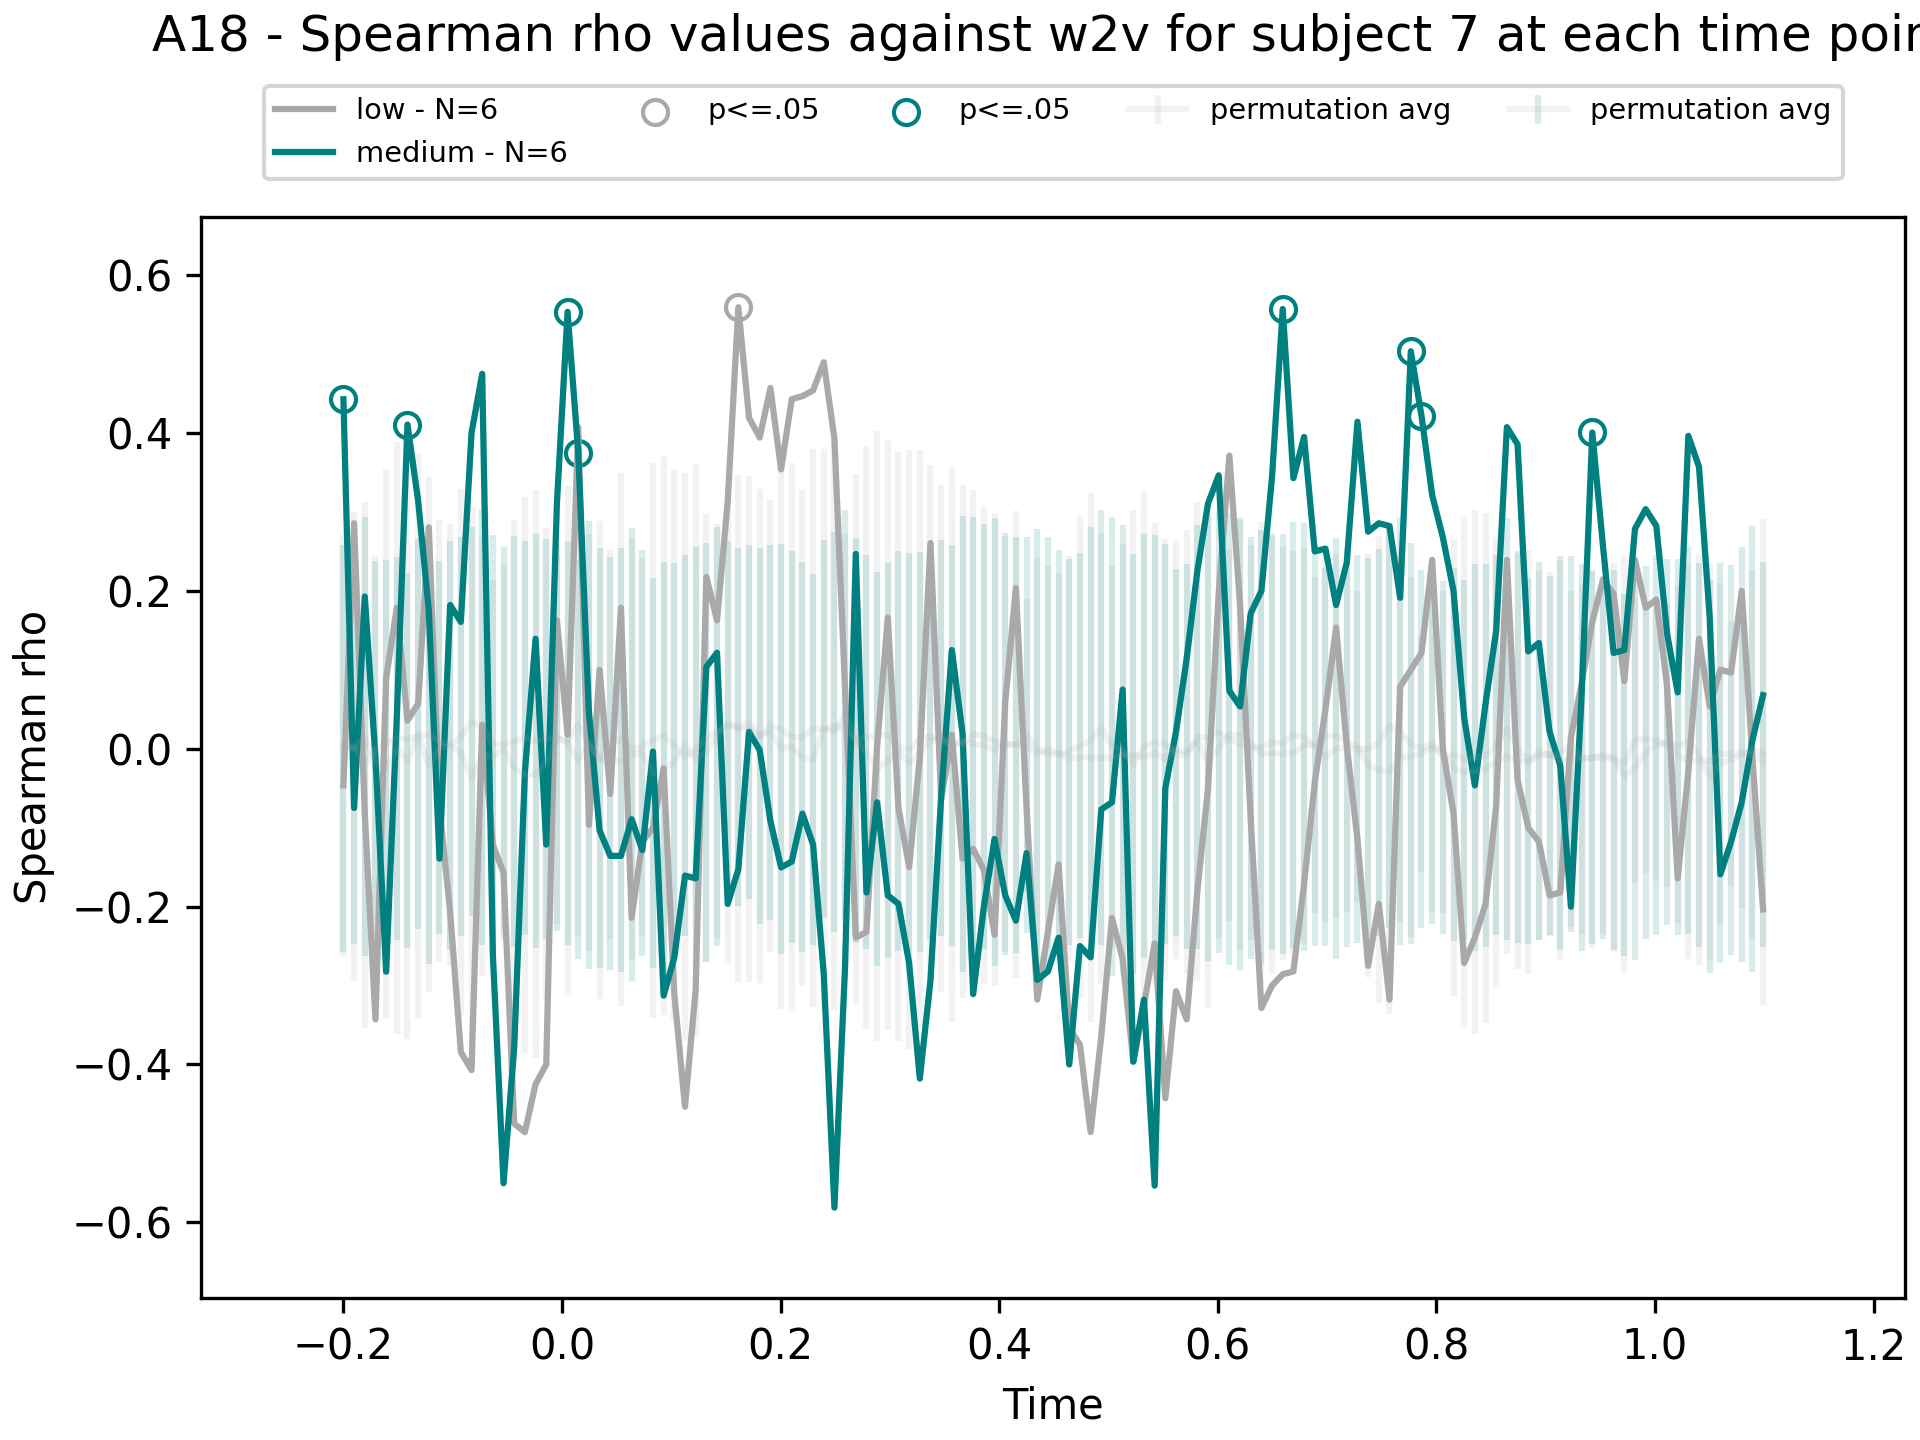 A18 - Spearman rho values against w2v for subject 7 at each time poin
low - N=6
medium - N=6
p<=.05
p<=.05
permutation avg
permutation avg
Spearman rho
0.6
0.4
0.2
0.0
−0.2
−0.4
−0.6
−0.2 0.0 0.2 0.4 0.6 0.8 1.0 1.2
Time